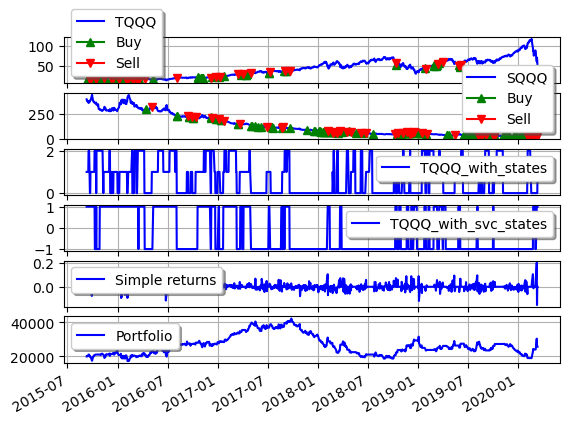 TQQQ
Buy
Sell
100
50
SQQQ
Buy
Sell
250
0
2
0
TQQQ_with_states
1
0
−1
TQQQ_with_svc_states
0.2
0.0
Simple returns
40000
20000
Portfolio
2015-07
2016-01
2016-07
2017-01
2017-07
2018-01
2018-07
2019-01
2019-07
2020-01